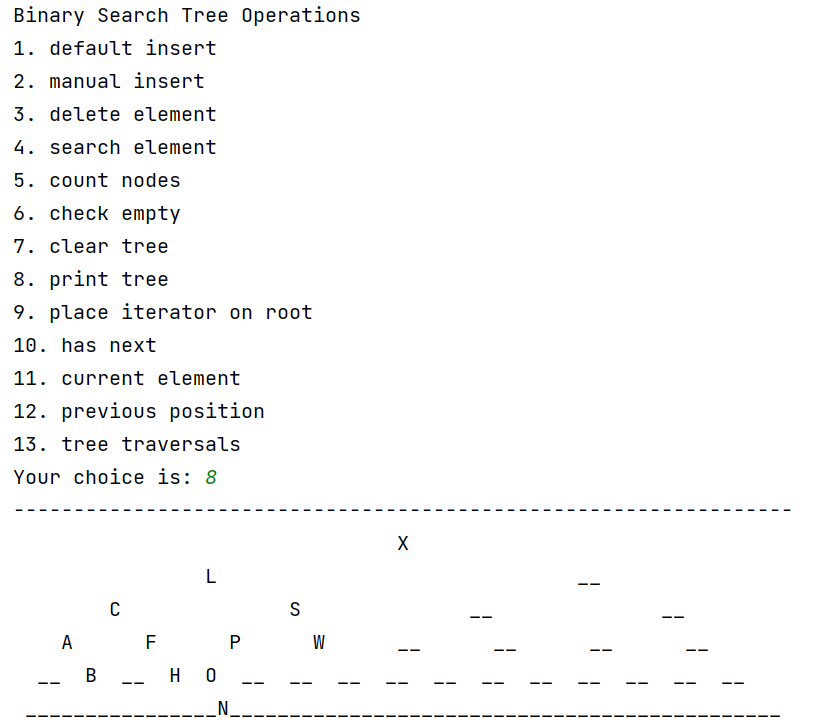 Binary Search Tree Operations
1. default insert
2. manual insert
3. delete element
4. search element
5. count nodes
6. check empty
7. clear tree
8. print tree
9. place iterator on root
10. has next
11. current element
12. previous position
13. tree traversals
Your choice is: 8
-----------------------------------------------------------------
X
L __
C S __ __
A F P W __ __ __ __
__ B __ H O __ __ __ __ __ __ __ __ __ __ __
________________N______________________________________________